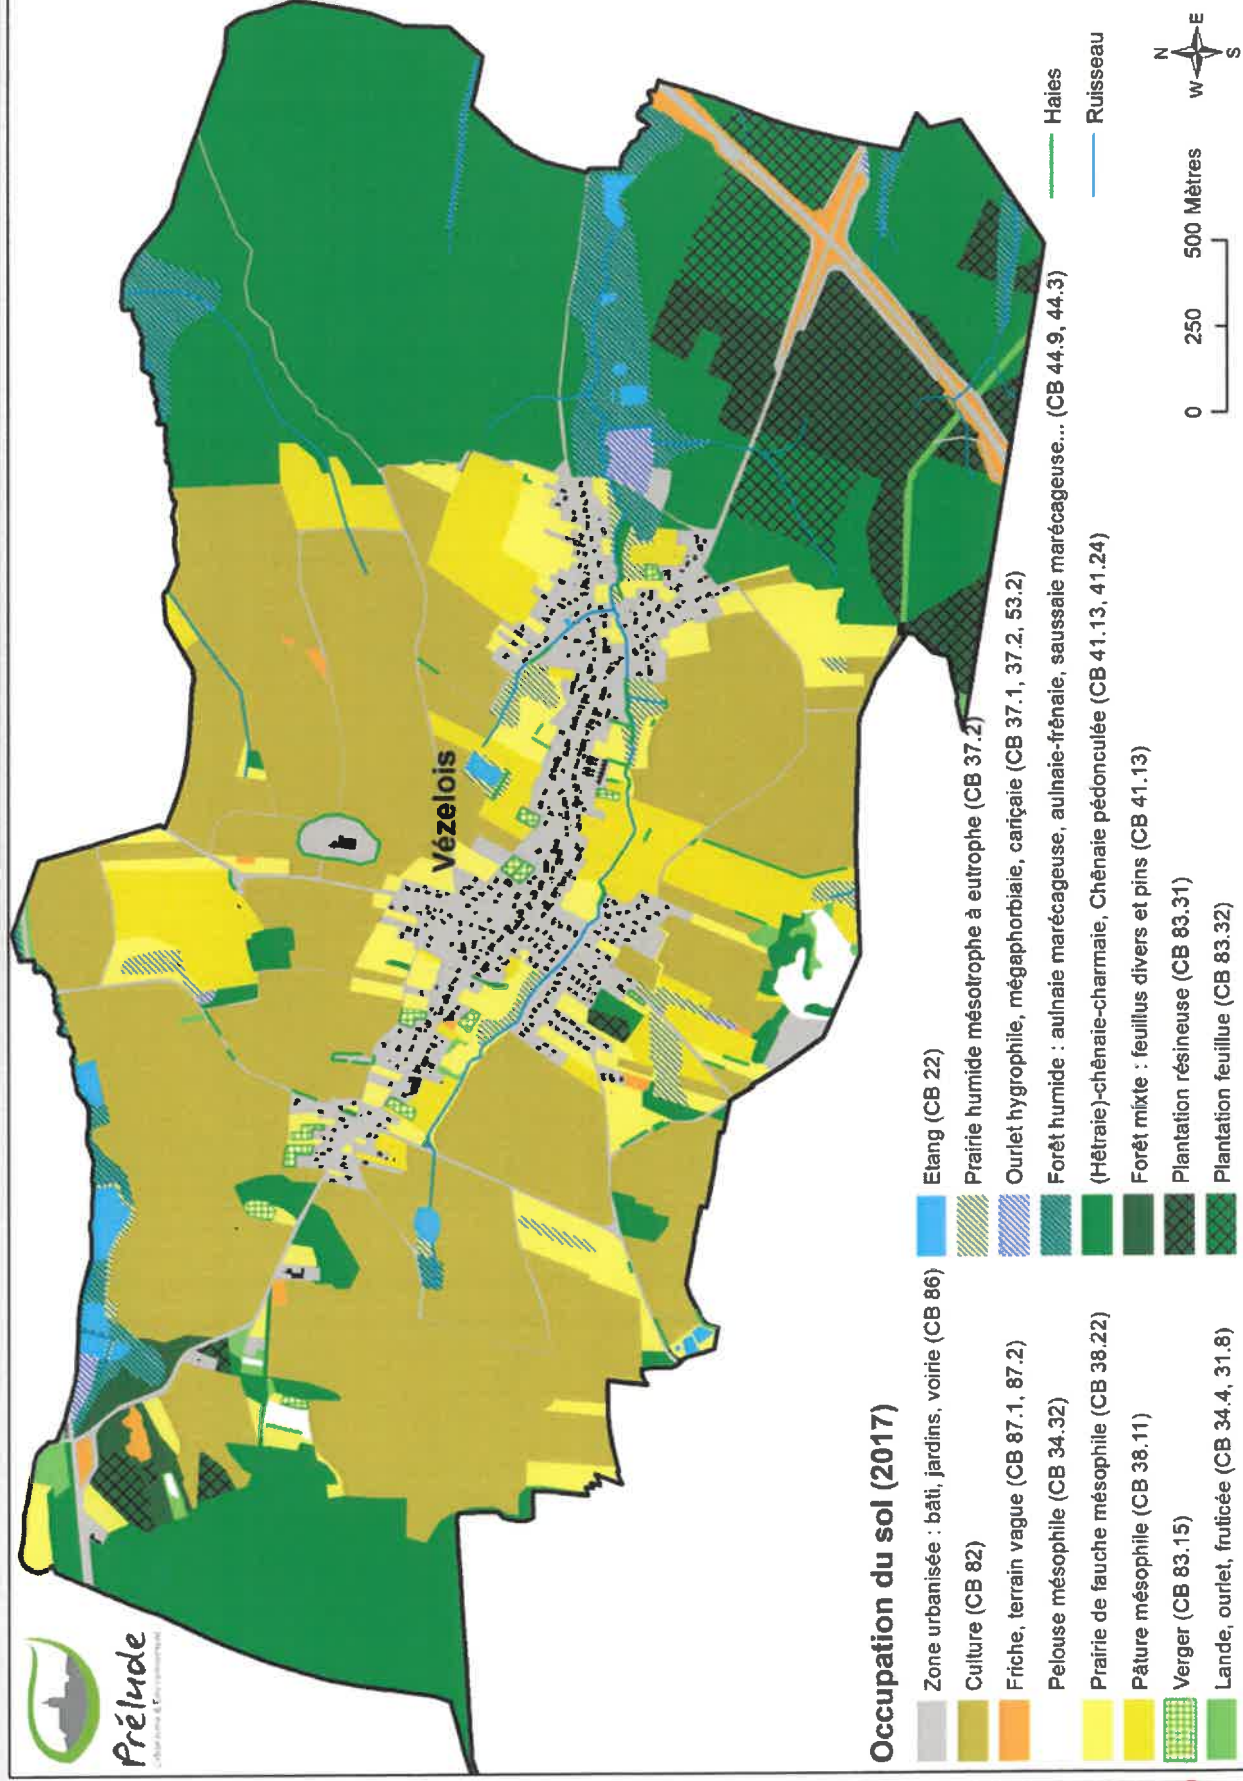 Prélude
Vézelois
Occupation du sol (2017)
Zone urbanisée : bâti, jardins, voirie (CB 86)
Culture (CB 82)
Friche, terrain vague (CB 87.1, 87.2)
Pelouse mésophile (CB 34.32)
Prairie de fauche mésophile (CB 38.22)
Pâture mésophile (CB 38.11)
Verger (CB 83.15)
Lande, ourlet, fruticée (CB 34.4, 31.8)
Etang (CB 22)
Prairie humide mésotrophe à eutrophe (CB 37.2)
Ourlet hygrophile, mégaphorbiaie, cariçaie (CB 37.1, 37.2, 53.2)
Forêt humide : aulnaie marécageuse, aulnaie-frênaie, saussaie marécageuse... (CB 44.9, 44.3)
(Hêtraie)-chênaie-charmaie, Chênaie pédonculée (CB 41.13, 41.24)
Forêt mixte : feuillus divers et pins (CB 41.13)
Plantation résineuse (CB 83.31)
Plantation feuillue (CB 83.32)
Haies
Ruisseau
0 250 500 Mètres
N
W E
S